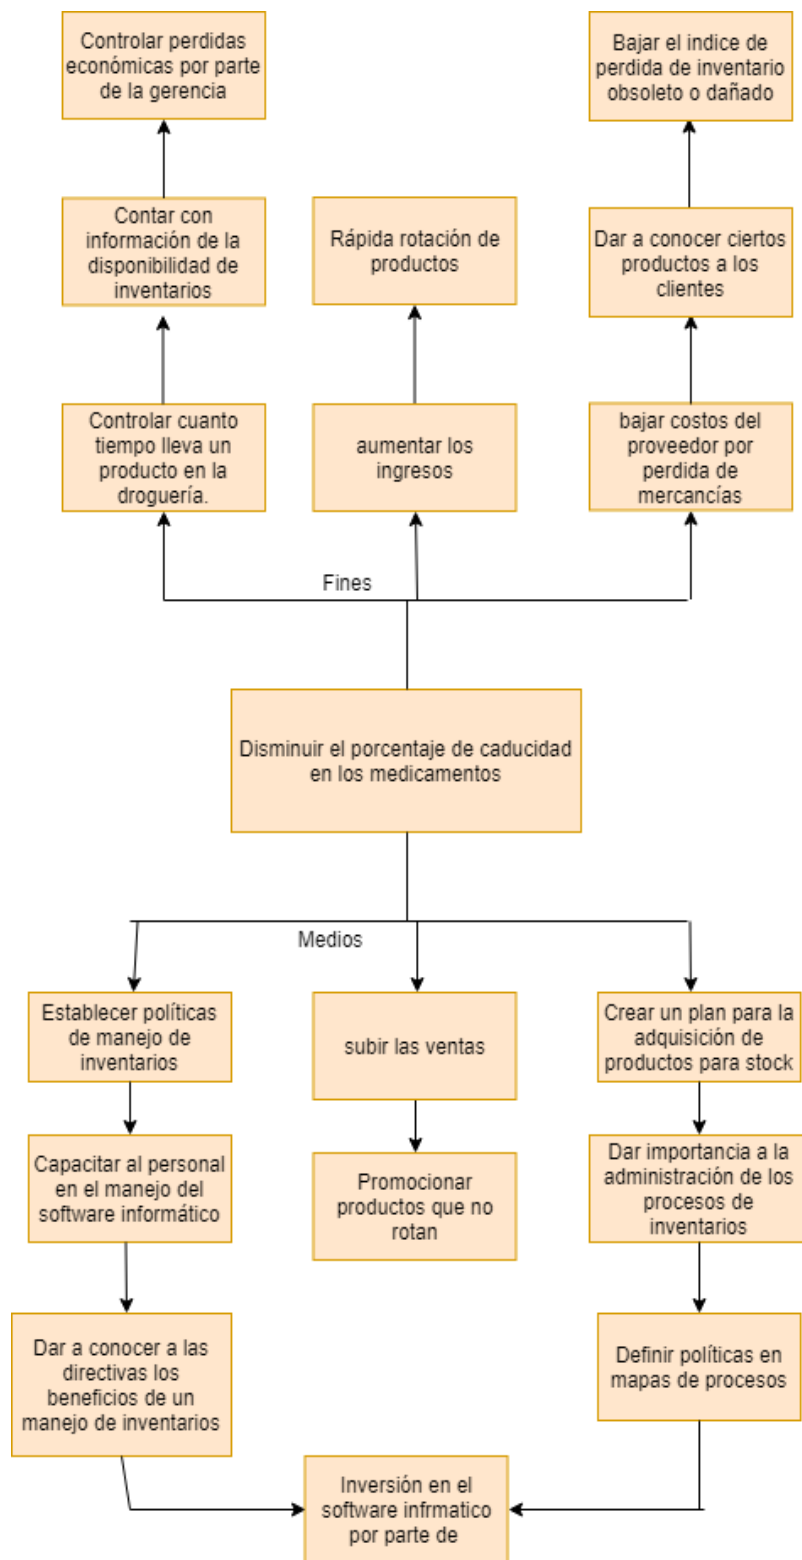 Controlar perdidas
económicas por parte
de la gerencia
Bajar el indice de
perdida de inventario
obsoleto o dañado
Contar con
información de la
disponibilidad de
inventarios
Rápida rotación de
productos
Dar a conocer ciertos
productos a los
clientes
Controlar cuanto
tiempo lleva un
producto en la
droguería.
aumentar los
ingresos
bajar costos del
proveedor por
perdida de
mercancías
Fines
Disminuir el porcentaje de caducidad
en los medicamentos
Medios
Establecer políticas
de manejo de
inventarios
subir las ventas
Crear un plan para la
adquisición de
productos para stock
Capacitar al personal
en el manejo del
software informático
Promocionar
productos que no
rotan
Dar importancia a la
administración de los
procesos de
inventarios
Dar a conocer a las
directivas los
beneficios de un
manejo de inventarios
Definir políticas en
mapas de procesos
Inversión en el
software infrmatico
por parte de